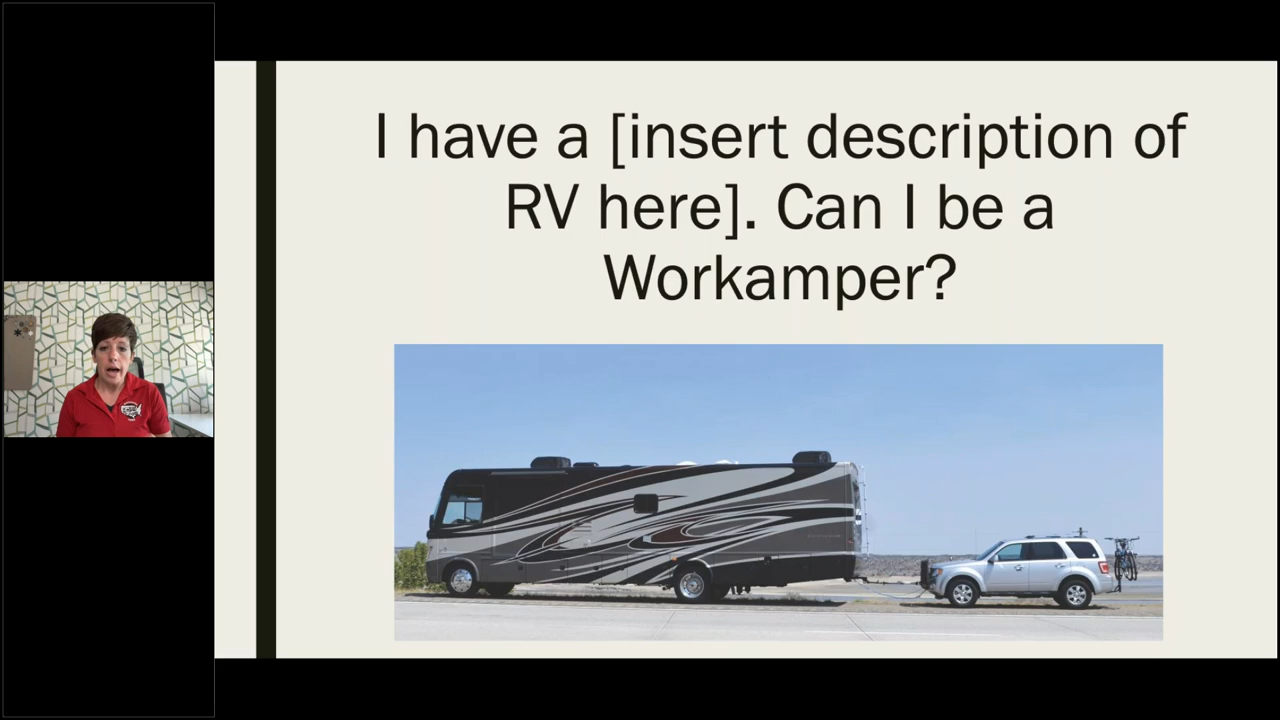 I have a [insert description of
RV here]. Can I be a
Workamper?